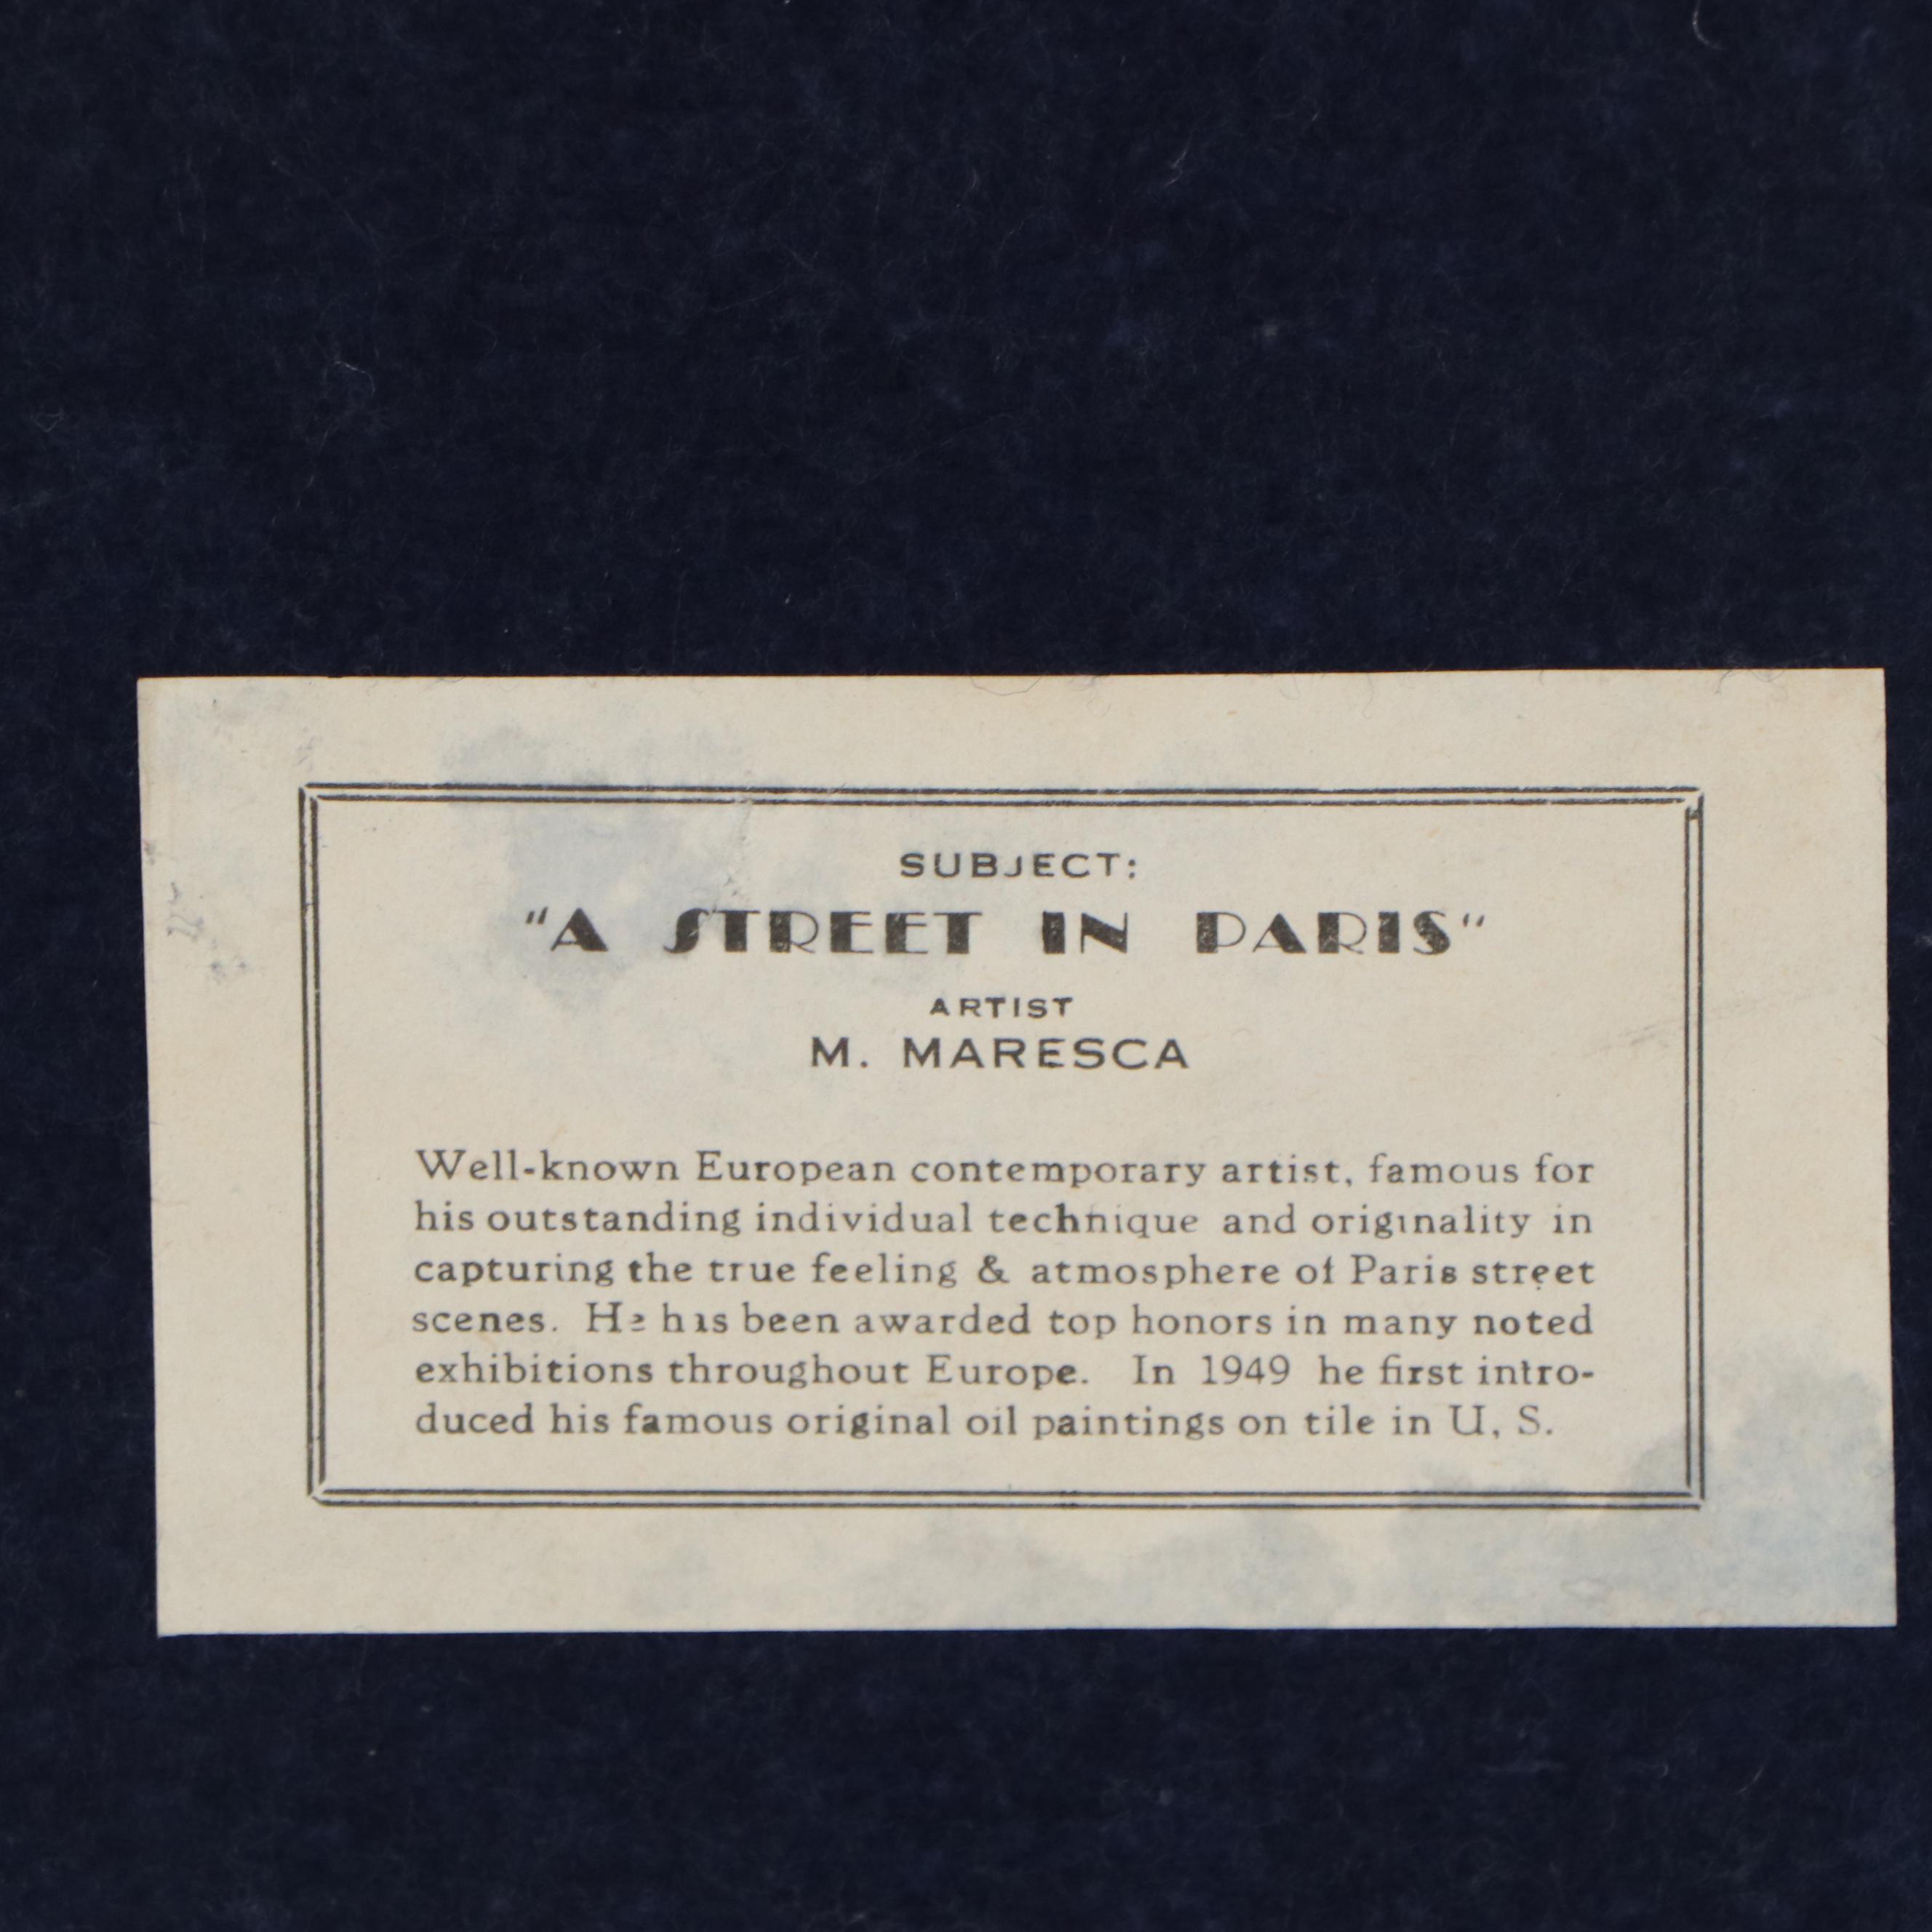 SUBJECT:
"A STREET IN PARIS"
ARTIST
M. MARESCA
Well-known European contemporary artist, famous for
his outstanding individual technique and originality in
capturing the true feeling & atmosphere of Paris street
scenes. He has been awarded top honors in many noted
exhibitions throughout Europe. In 1949 he first intro-
duced his famous original oil paintings on tile in U, S.